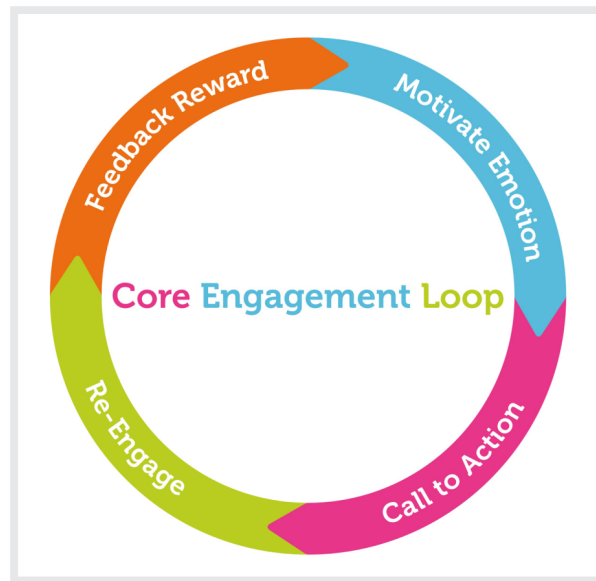 Feedback Reward
Motivate Emotion
Core Engagement Loop
Re-Engage
Call to Action